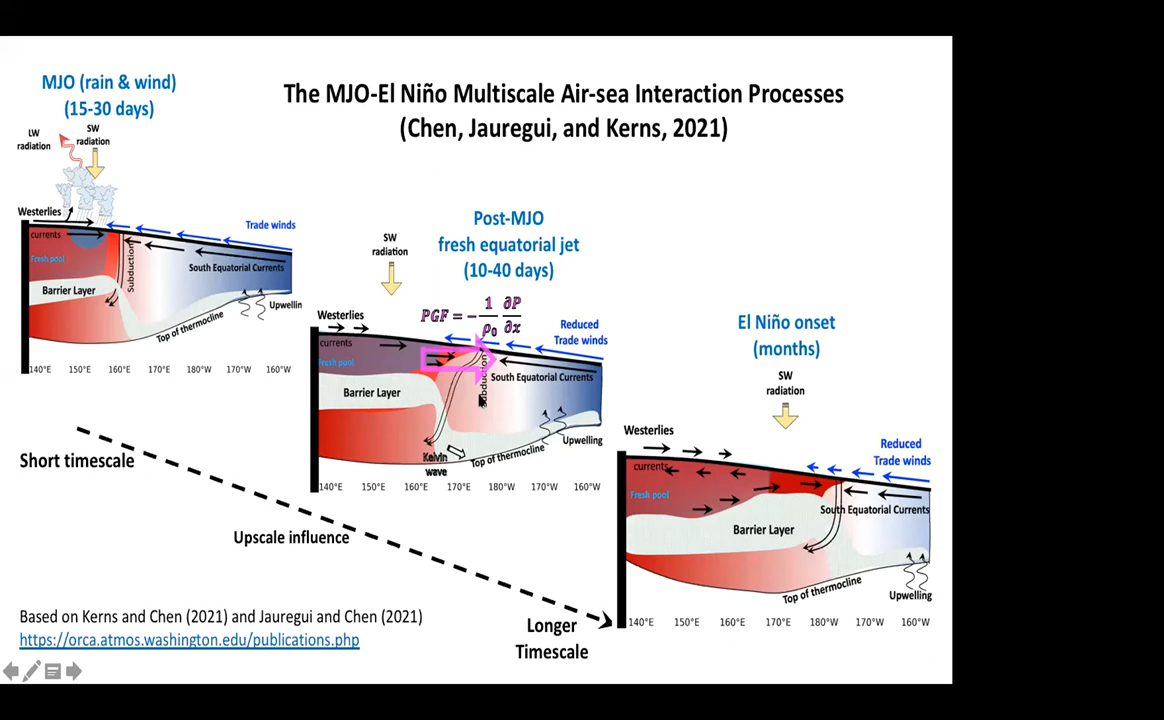 The MJO-El Niño Multiscale Air-sea Interaction Processes
(Chen, Jauregui, and Kerns, 2021)
MJO (rain & wind)
(15-30 days)
LW
radiation
SW
radiation
Westerlies
Trade winds
currents
Fresh pool
Subduction
South Equatorial Currents
Barrier Layer
Upwellin
Top of thermocline
140°E 150°E 160°E 170°E 180°W 170°W 160°W
Post-MJO
fresh equatorial jet
(10-40 days)
SW
radiation
PGF = − 1/ρ₀ ∂P/∂x
Westerlies
Reduced
Trade winds
currents
Fresh pool
Subduction
South Equatorial Currents
Barrier Layer
Kelvin
wave
Top of thermocline
Upwelling
140°E 150°E 160°E 170°E 180°W 170°W 160°W
El Niño onset
(months)
SW
radiation
Westerlies
Reduced
Trade winds
currents
Fresh pool
South Equatorial Currents
Barrier Layer
Top of thermocline
Upwelling
140°E 150°E 160°E 170°E 180°W 170°W 160°W
Short timescale
Upscale influence
Longer
Timescale
Based on Kerns and Chen (2021) and Jauregui and Chen (2021)
https://orca.atmos.washington.edu/publications.php